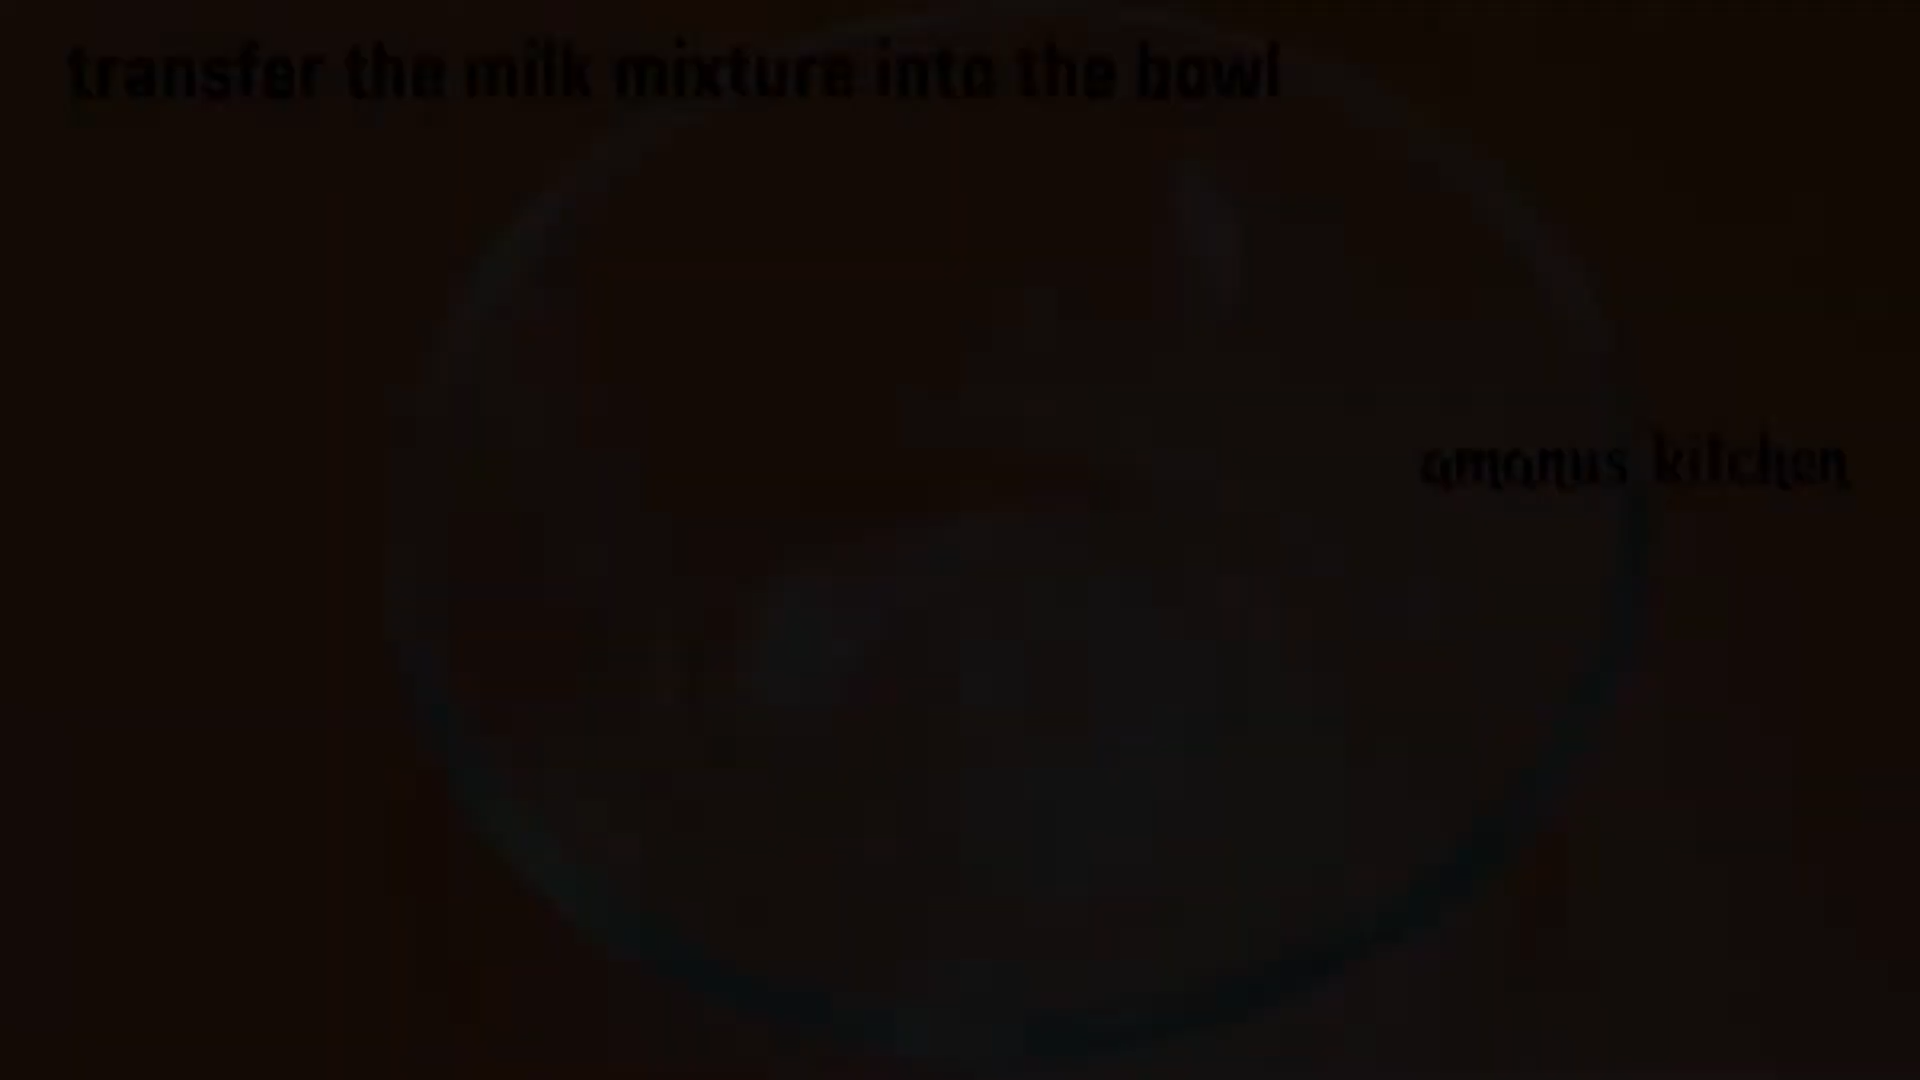 transfer the milk mixture into the bowl
amanus kitchen